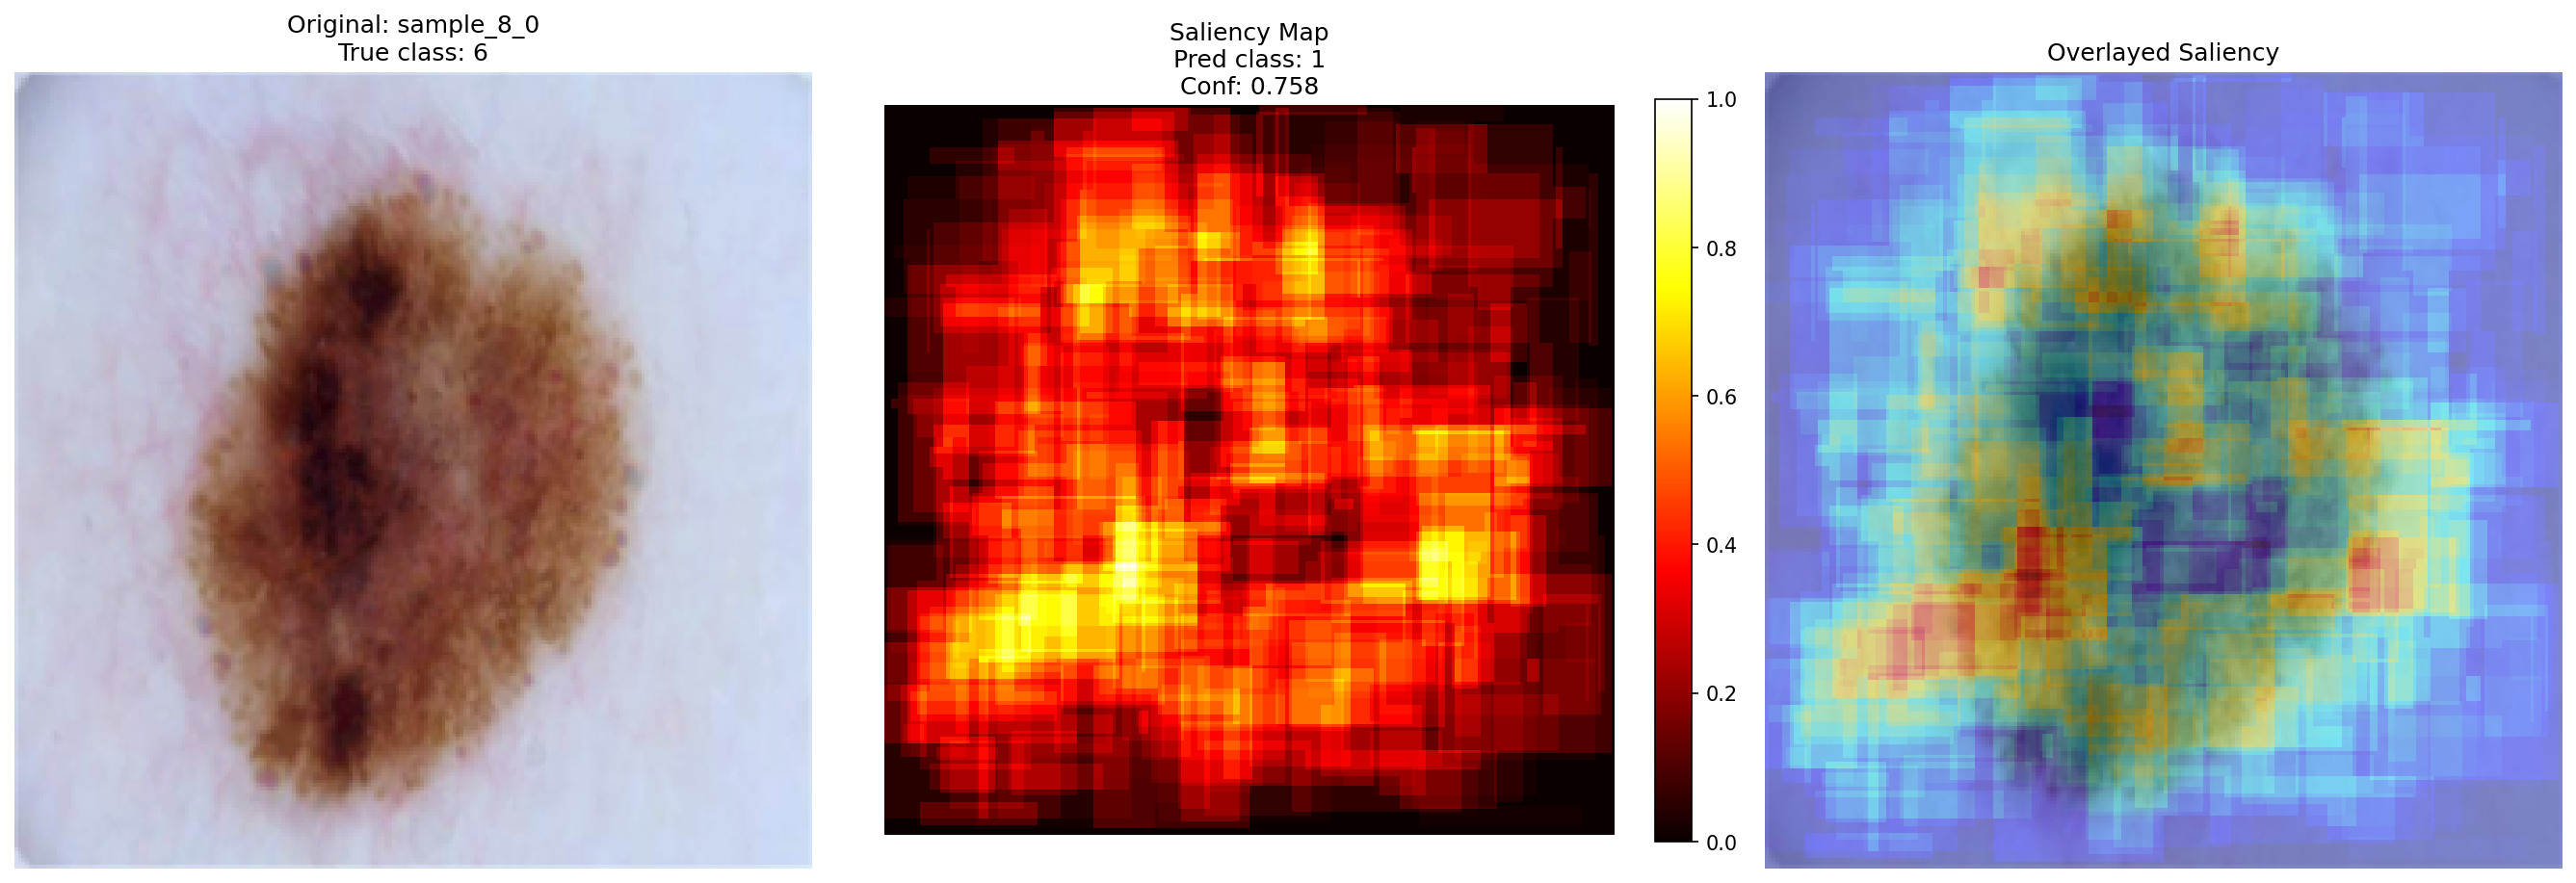 Original: sample_8_0
True class: 6
Saliency Map
Pred class: 1
Conf: 0.758
Overlayed Saliency
1.0
0.8
0.6
0.4
0.2
0.0